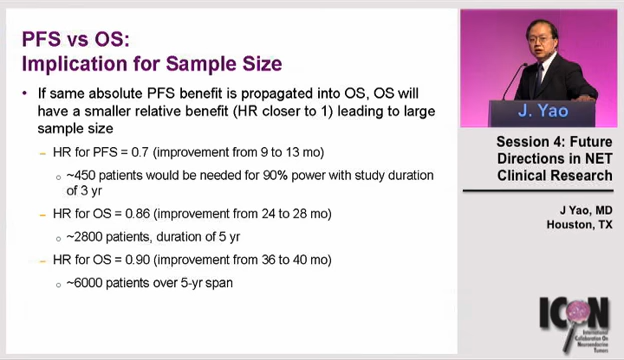 PFS vs OS:
Implication for Sample Size
• If same absolute PFS benefit is propagated into OS, OS will
have a smaller relative benefit (HR closer to 1) leading to large
sample size
– HR for PFS = 0.7 (improvement from 9 to 13 mo)
○ ~450 patients would be needed for 90% power with study duration
of 3 yr
– HR for OS = 0.86 (improvement from 24 to 28 mo)
○ ~2800 patients, duration of 5 yr
– HR for OS = 0.90 (improvement from 36 to 40 mo)
○ ~6000 patients over 5-yr span
J. Yao
Session 4: Future
Directions in NET
Clinical Research
J Yao, MD
Houston, TX
ICON
International
Collaboration On
Neuroendocrine
Tumors